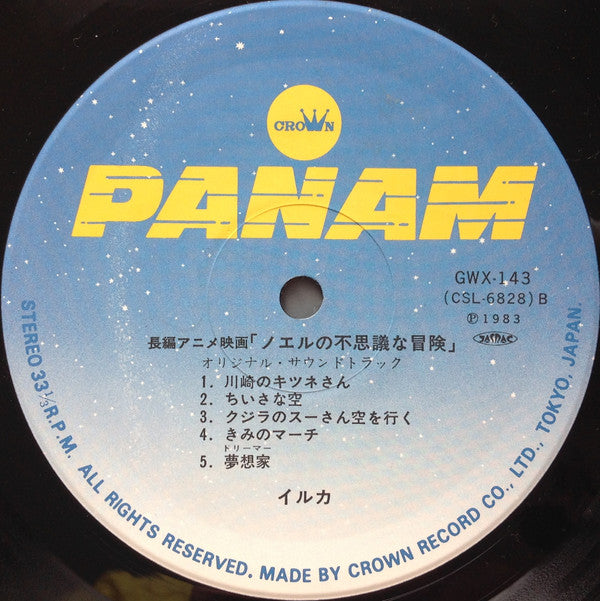 CROWN
PANAM
GWX-143
(CSL-6828) B
Ⓟ1983
JASRAC
長編アニメ映画「ノエルの不思議な冒険」
オリジナル・サウンドトラック
1. 川崎のキツネさん
2. ちいさな空
3. クジラのスーさん空を行く
4. きみのマーチ
トリーマー
5. 夢想家
イルカ
STEREO 33⅓ R.P.M. ALL RIGHTS RESERVED. MADE BY CROWN RECORD CO., LTD., TOKYO, JAPAN.